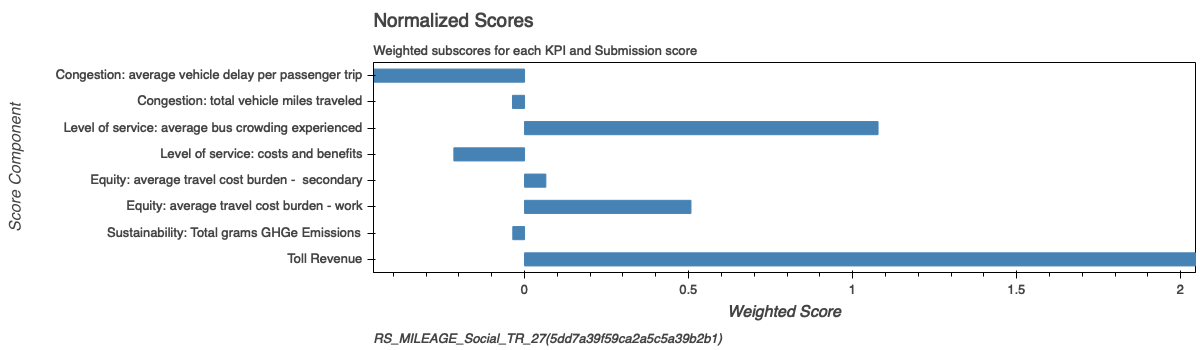 Normalized Scores
Weighted subscores for each KPI and Submission score
Score Component
Congestion: average vehicle delay per passenger trip
Congestion: total vehicle miles traveled
Level of service: average bus crowding experienced
Level of service: costs and benefits
Equity: average travel cost burden -  secondary
Equity: average travel cost burden - work
Sustainability: Total grams GHGe Emissions
Toll Revenue
0 0.5 1 1.5 2
Weighted Score
RS_MILEAGE_Social_TR_27(5dd7a39f59ca2a5c5a39b2b1)